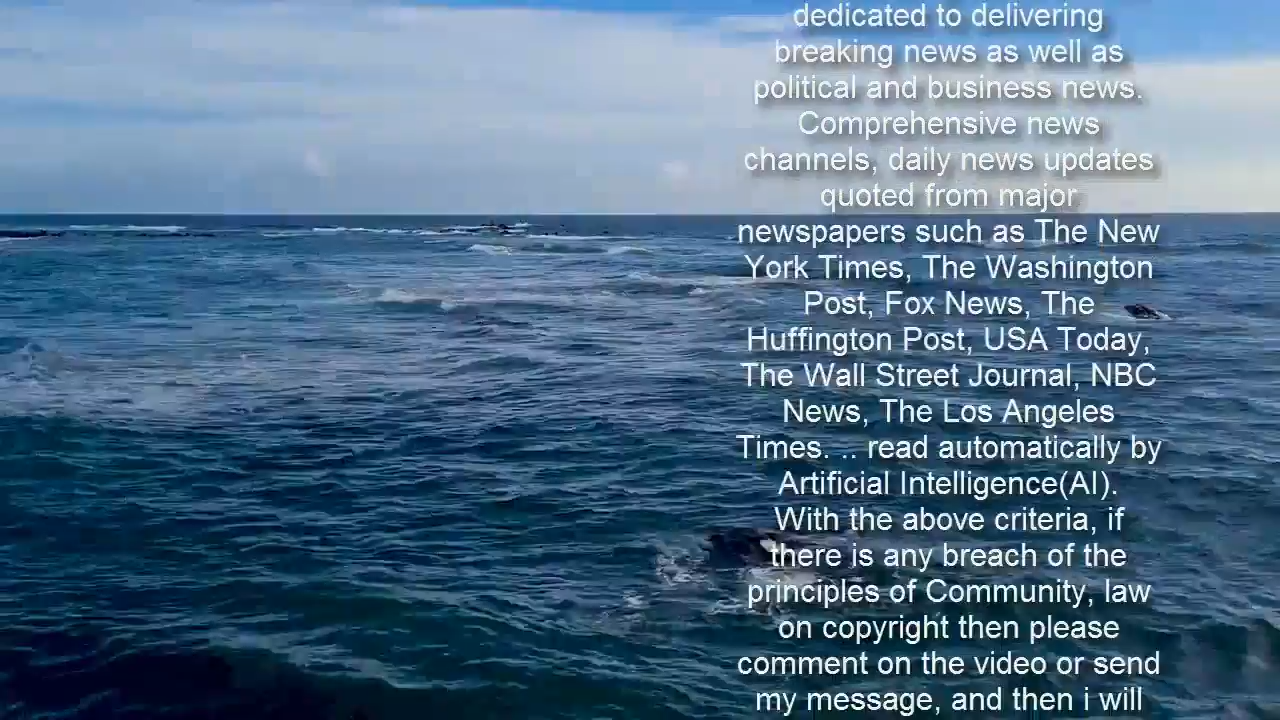 dedicated to delivering
breaking news as well as
political and business news.
Comprehensive news
channels, daily news updates
quoted from major
newspapers such as The New
York Times, The Washington
Post, Fox News, The
Huffington Post, USA Today,
The Wall Street Journal, NBC
News, The Los Angeles
Times. .. read automatically by
Artificial Intelligence(AI).
With the above criteria, if
there is any breach of the
principles of Community, law
on copyright then please
comment on the video or send
my message, and then i will